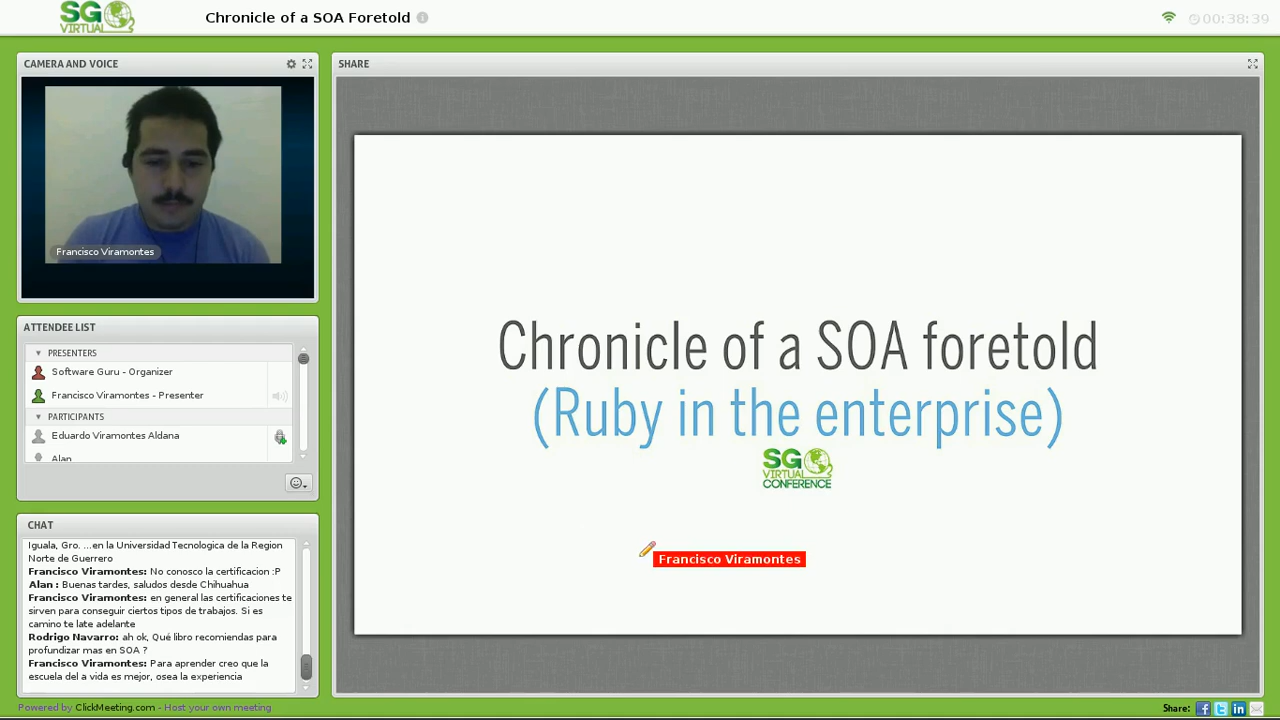 SG
VIRTUAL
Chronicle of a SOA Foretold
00:38:39
CAMERA AND VOICE
Francisco Viramontes
ATTENDEE LIST
PRESENTERS
Software Guru - Organizer
Francisco Viramontes - Presenter
PARTICIPANTS
Eduardo Viramontes Aldana
Alan
CHAT
Iguala, Gro. ...en la Universidad Tecnologica de la Region
Norte de Guerrero
Francisco Viramontes: No conosco la certificacion :P
Alan : Buenas tardes, saludos desde Chihuahua
Francisco Viramontes: en general las certificaciones te
sirven para conseguir ciertos tipos de trabajos. Si es
camino te late adelante
Rodrigo Navarro: ah ok, Qué libro recomiendas para
profundizar mas en SOA ?
Francisco Viramontes: Para aprender creo que la
escuela del a vida es mejor, osea la experiencia
SHARE
Chronicle of a SOA foretold
(Ruby in the enterprise)
SG
VIRTUAL
CONFERENCE
Francisco Viramontes
Powered by ClickMeeting.com - Host your own meeting
Share: